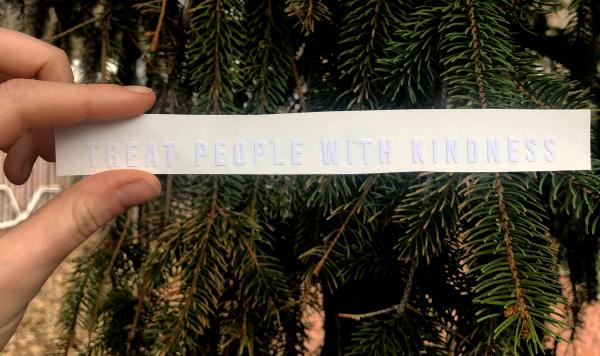 TREAT PEOPLE WITH KINDNESS